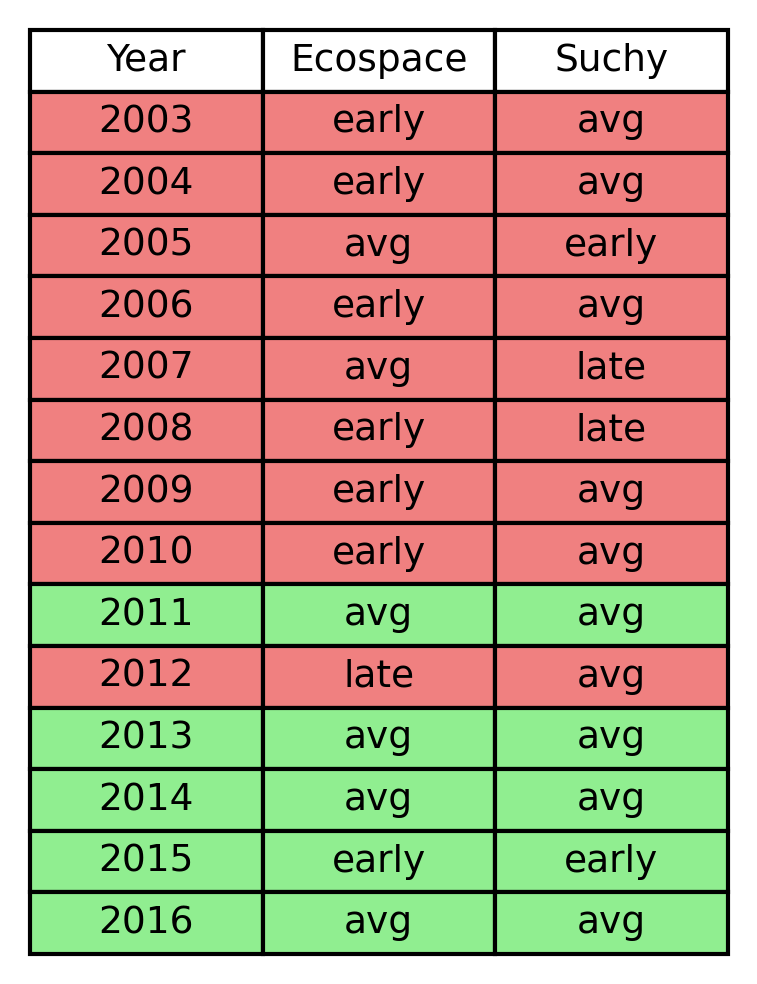 Year Ecospace Suchy
2003 early avg
2004 early avg
2005 avg early
2006 early avg
2007 avg late
2008 early late
2009 early avg
2010 early avg
2011 avg avg
2012 late avg
2013 avg avg
2014 avg avg
2015 early early
2016 avg avg